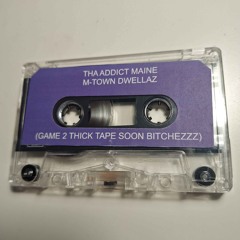 THA ADDICT MAINE
M-TOWN DWELLAZ
(GAME 2 THICK TAPE SOON BITCHEZZZ)